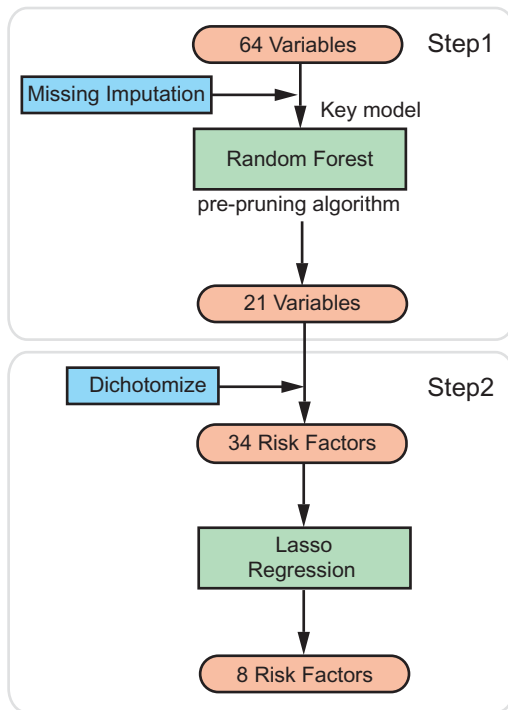 64 Variables
Step1
Missing Imputation
Key model
Random Forest
pre-pruning algorithm
21 Variables
Dichotomize
Step2
34 Risk Factors
Lasso
Regression
8 Risk Factors